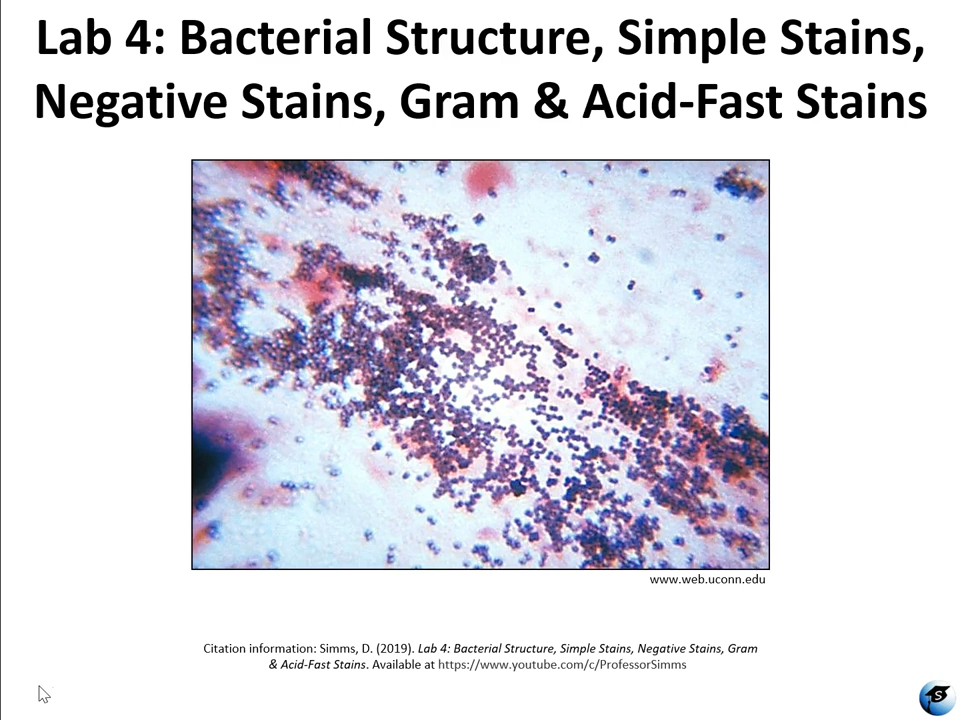 Lab 4: Bacterial Structure, Simple Stains,
Negative Stains, Gram & Acid-Fast Stains
www.web.uconn.edu
Citation information: Simms, D. (2019). Lab 4: Bacterial Structure, Simple Stains, Negative Stains, Gram
& Acid-Fast Stains. Available at https://www.youtube.com/c/ProfessorSimms
S